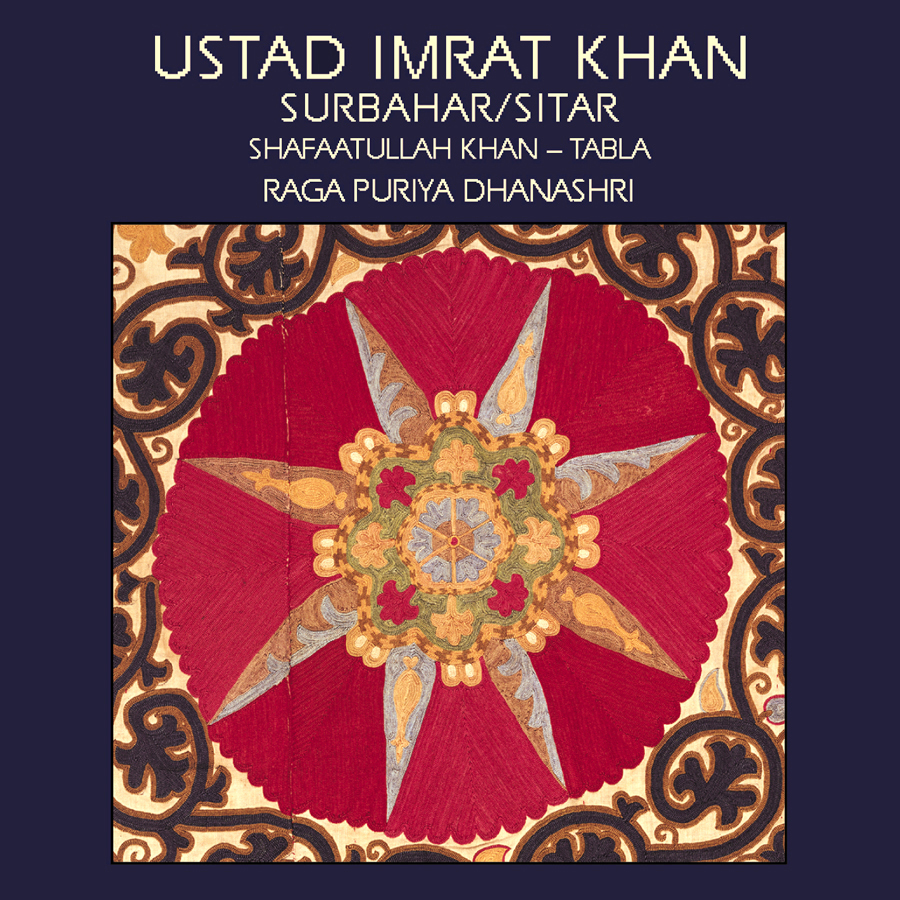 USTAD IMRAT KHAN
SURBAHAR/SITAR
SHAFAATULLAH KHAN – TABLA
RAGA PURIYA DHANASHRI